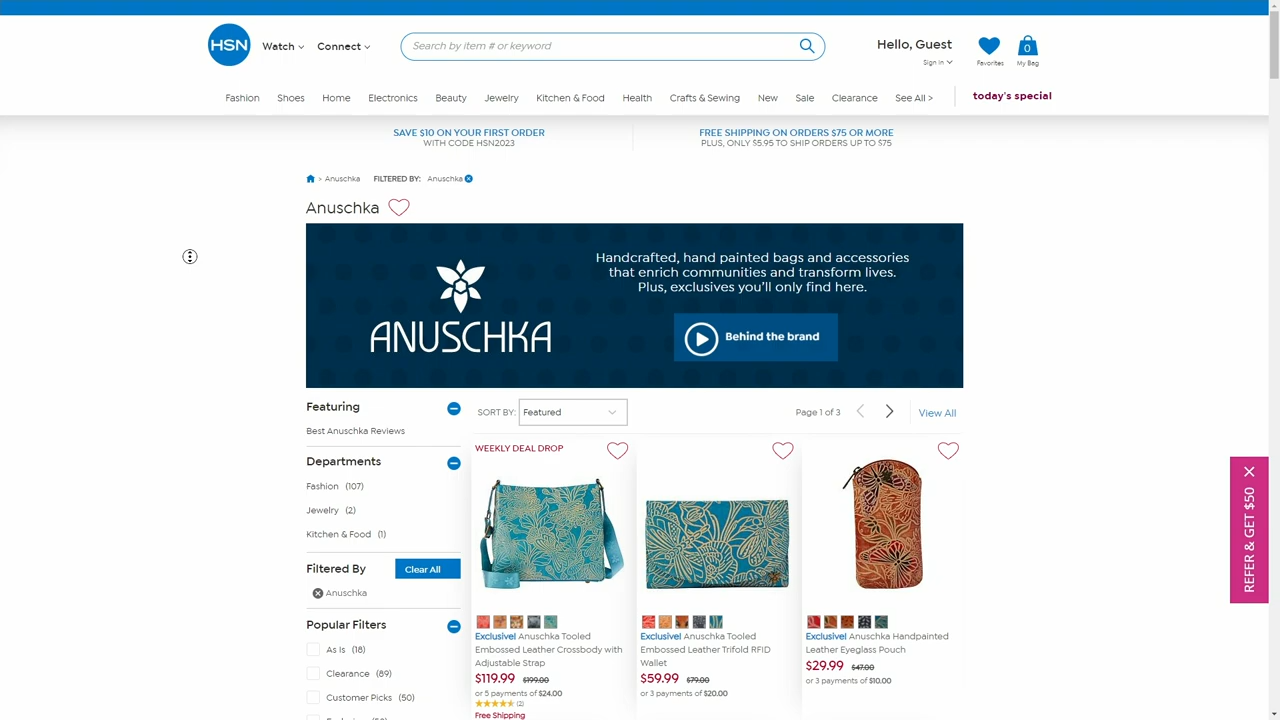 HSN
Watch
Connect
Search by item # or keyword
Hello, Guest
Sign In
Favorites
0
My Bag
Fashion
Shoes
Home
Electronics
Beauty
Jewelry
Kitchen & Food
Health
Crafts & Sewing
New
Sale
Clearance
See All >
today's special
SAVE $10 ON YOUR FIRST ORDER
WITH CODE HSN2023
FREE SHIPPING ON ORDERS $75 OR MORE
PLUS, ONLY $5.95 TO SHIP ORDERS UP TO $75
> Anuschka
FILTERED BY: Anuschka
Anuschka
ANUSCHKA
Handcrafted, hand painted bags and accessories
that enrich communities and transform lives.
Plus, exclusives you'll only find here.
Behind the brand
Featuring
Best Anuschka Reviews
Departments
Fashion (107)
Jewelry (2)
Kitchen & Food (1)
Filtered By
Clear All
Anuschka
Popular Filters
As Is (18)
Clearance (89)
Customer Picks (50)
SORT BY: Featured
Page 1 of 3
View All
WEEKLY DEAL DROP
Exclusive! Anuschka Tooled
Embossed Leather Crossbody with
Adjustable Strap
$119.99 $199.00
or 5 payments of $24.00
(2)
Free Shipping
Exclusive! Anuschka Tooled
Embossed Leather Trifold RFID
Wallet
$59.99 $79.00
or 3 payments of $20.00
Exclusive! Anuschka Handpainted
Leather Eyeglass Pouch
$29.99 $47.00
or 3 payments of $10.00
REFER & GET $50